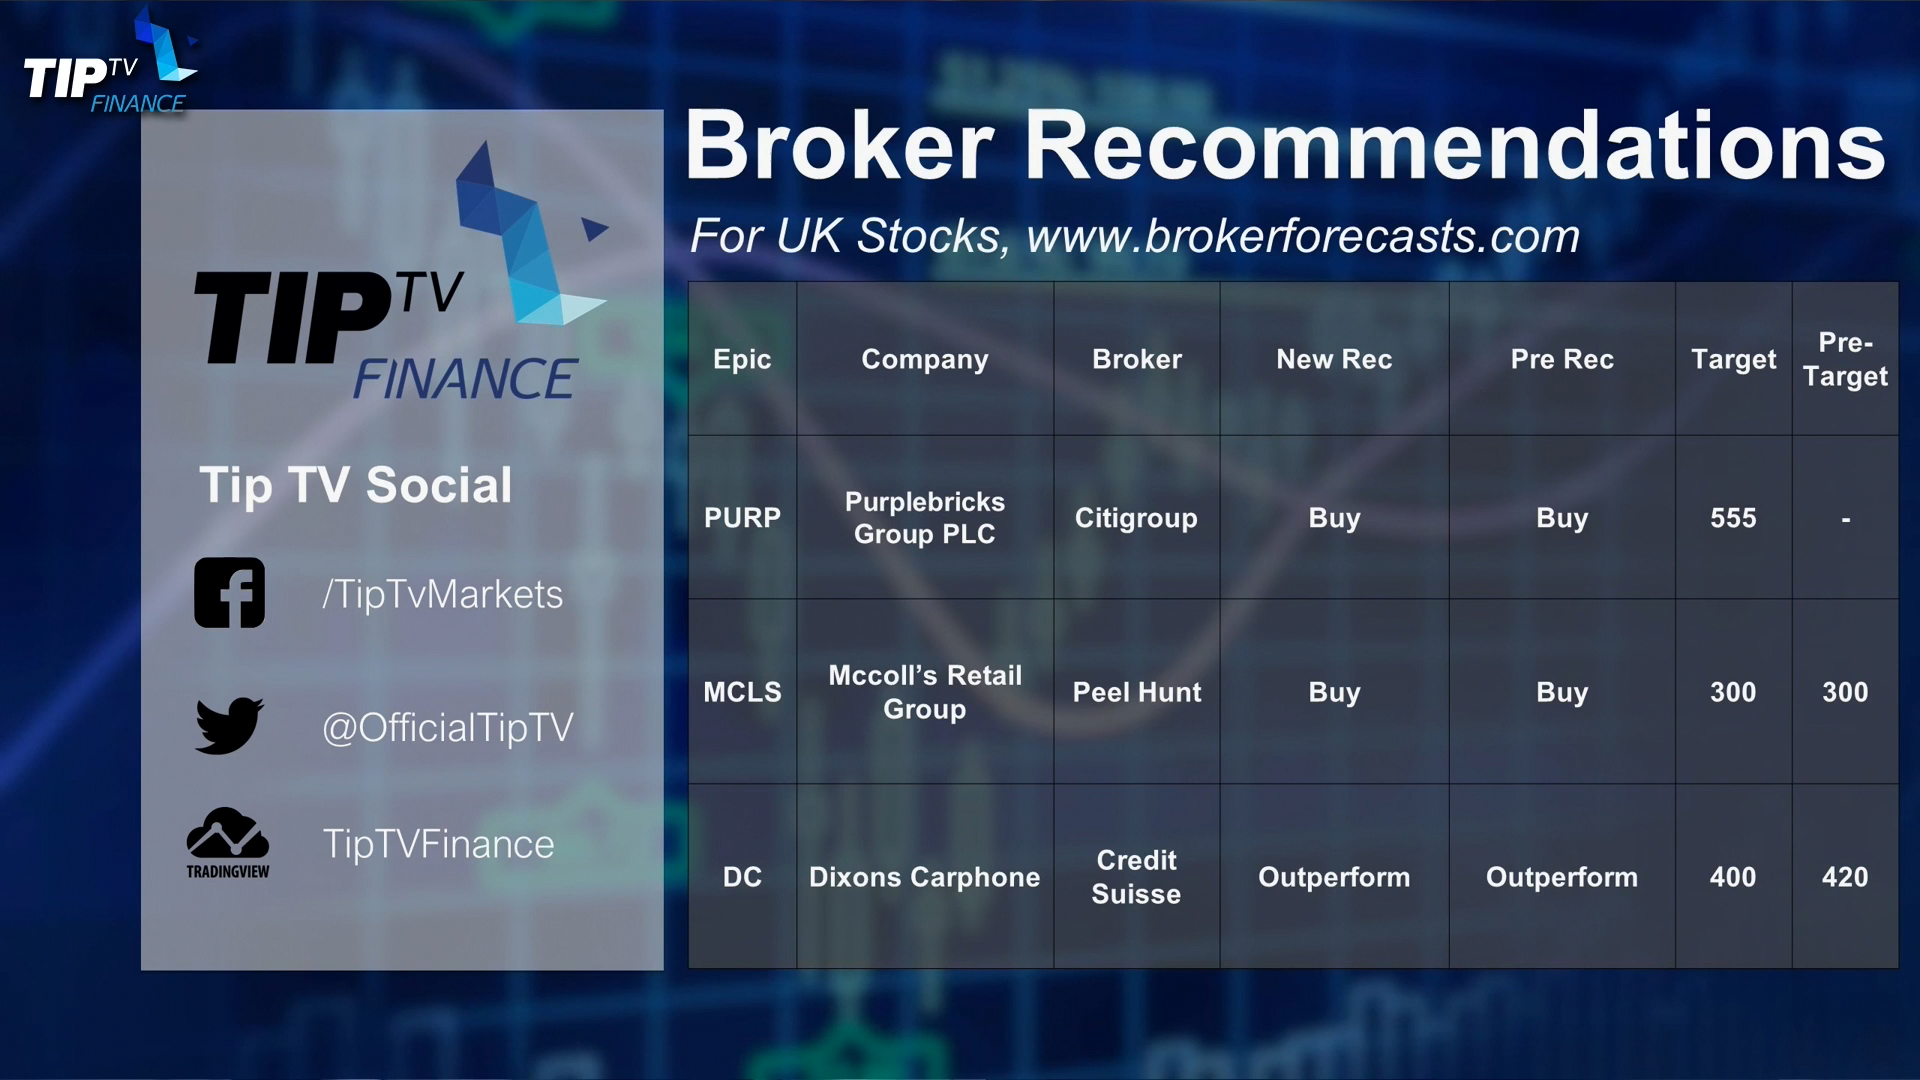 TIP TV
FINANCE
TIP TV
FINANCE
Tip TV Social
/TipTvMarkets
@OfficialTipTV
TRADINGVIEW
TipTVFinance
Broker Recommendations
For UK Stocks, www.brokerforecasts.com
Epic Company Broker New Rec Pre Rec Target Pre-
Target
PURP Purplebricks
Group PLC Citigroup Buy Buy 555 -
MCLS Mccoll’s Retail
Group Peel Hunt Buy Buy 300 300
DC Dixons Carphone Credit
Suisse Outperform Outperform 400 420